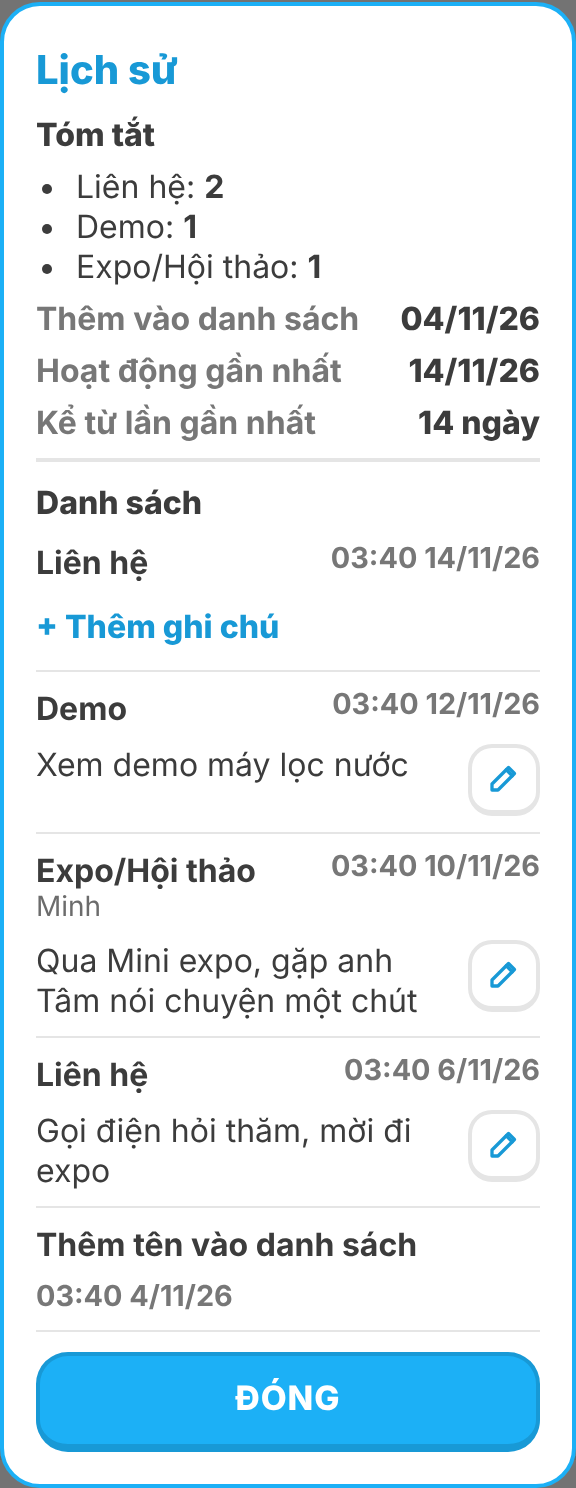 Lịch sử
Tóm tắt
• Liên hệ: 2
• Demo: 1
• Expo/Hội thảo: 1
Thêm vào danh sách 04/11/26
Hoạt động gần nhất 14/11/26
Kể từ lần gần nhất 14 ngày
Danh sách
Liên hệ 03:40 14/11/26
+ Thêm ghi chú
Demo 03:40 12/11/26
Xem demo máy lọc nước
Expo/Hội thảo 03:40 10/11/26
Minh
Qua Mini expo, gặp anh
Tâm nói chuyện một chút
Liên hệ 03:40 6/11/26
Gọi điện hỏi thăm, mời đi
expo
Thêm tên vào danh sách
03:40 4/11/26
ĐÓNG